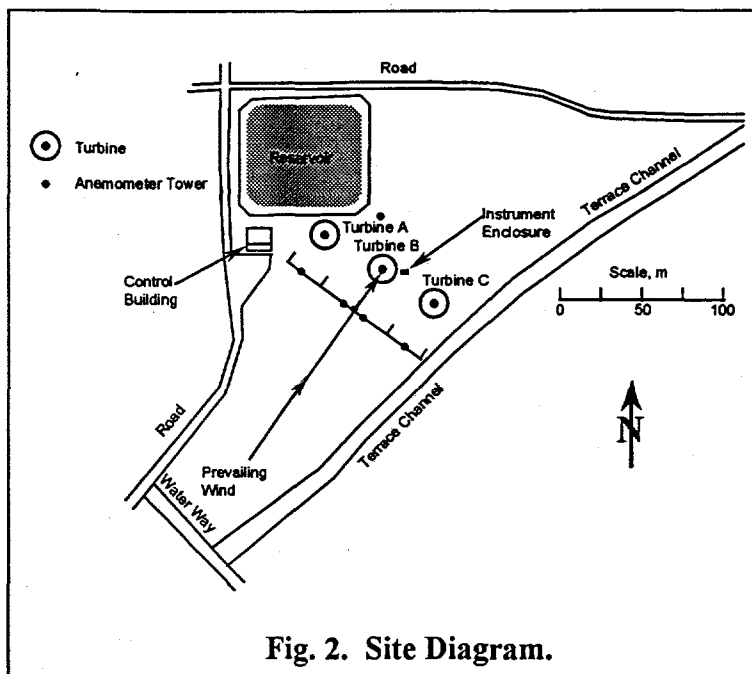 Road
Reservoir
Turbine
Anemometer Tower
Terrace Channel
Turbine A
Turbine B
Instrument
Enclosure
Turbine C
Control
Building
Scale, m
0 50 100
N
Road
Terrace Channel
Prevailing
Wind
Water Way
Fig. 2. Site Diagram.